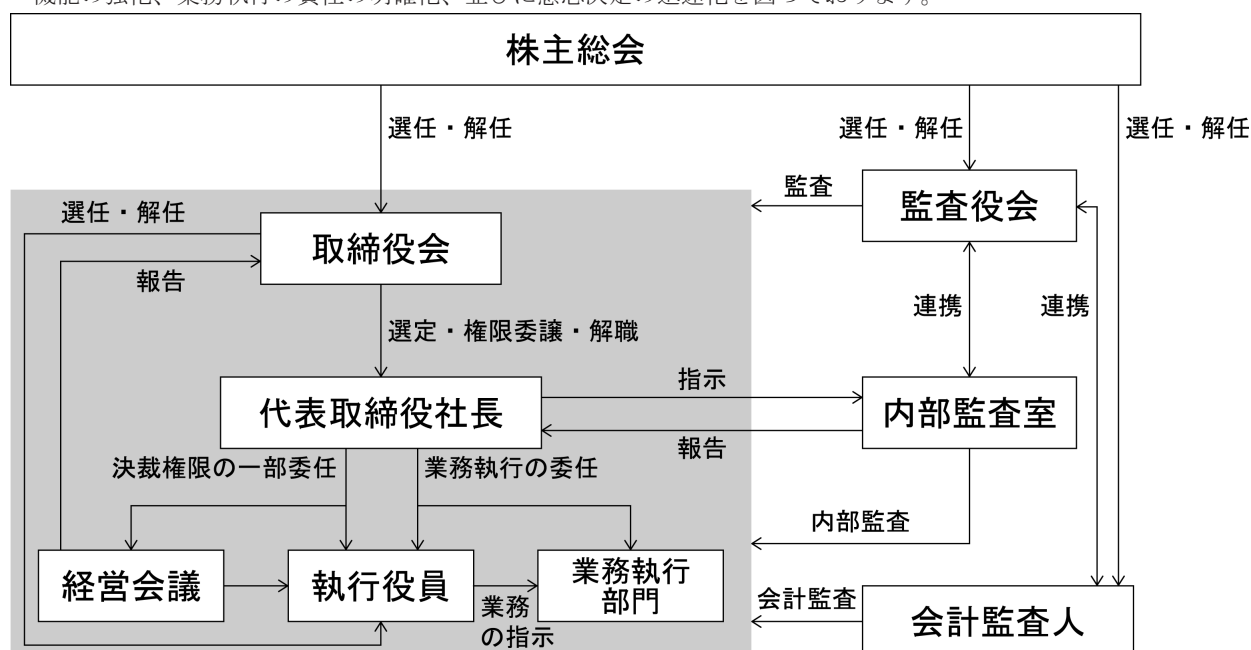 機能の強化、業務執行の責任の明確化、並びに意思決定の迅速化を図っております。
株主総会
選任・解任
選任・解任
選任・解任
監査
監査役会
選任・解任
取締役会
報告
連携
連携
選定・権限委譲・解職
指示
代表取締役社長
内部監査室
報告
決裁権限の一部委任
業務執行の委任
内部監査
経営会議
執行役員
業務執行
部門
会計監査
業務
の指示
会計監査人